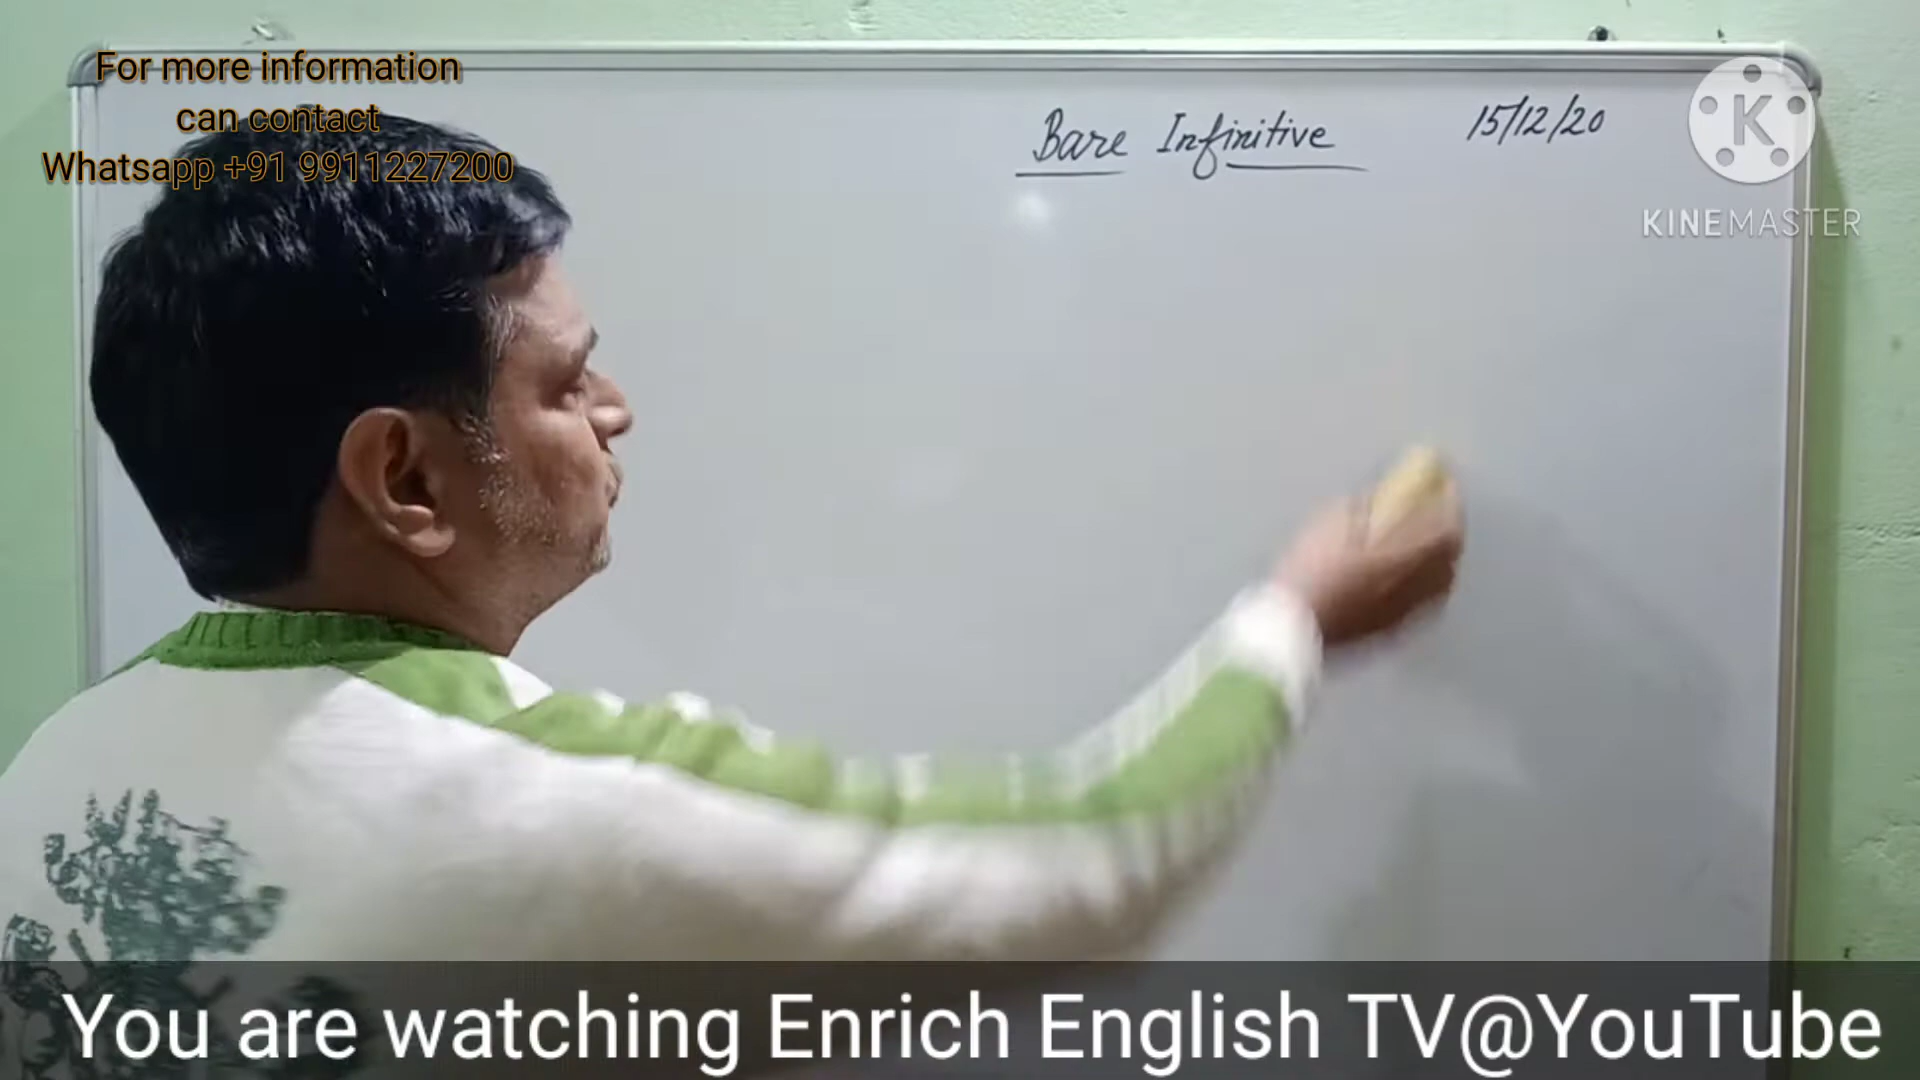 For more information
can contact
Whatsapp +91 9911227200
Bare Infinitive 15/12/20
K
KINEMASTER
You are watching Enrich English TV@YouTube